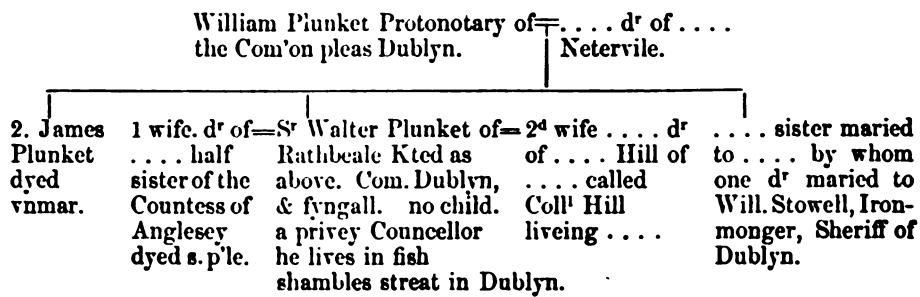 William Plunket Protonotary of=. . . . dʳ of . . . .
the Com'on pleas Dublyn. Netervile.
2. James
Plunket
dyed
vnmar.
1 wife. dʳ of=
. . . . half
sister of the
Countess of
Anglesey
dyed s. p'le.
Sʳ Walter Plunket of=
Rathbeale Kted as
above. Com. Dublyn,
& fyngall. no child.
a privey Councellor
he lives in fish
shambles streat in Dublyn.
2ᵈ wife . . . . dʳ
of . . . . Hill of
. . . . called
Collˡ Hill
liveing . . . .
. . . . sister maried
to . . . . by whom
one dʳ maried to
Will. Stowell, Iron-
monger, Sheriff of
Dublyn.